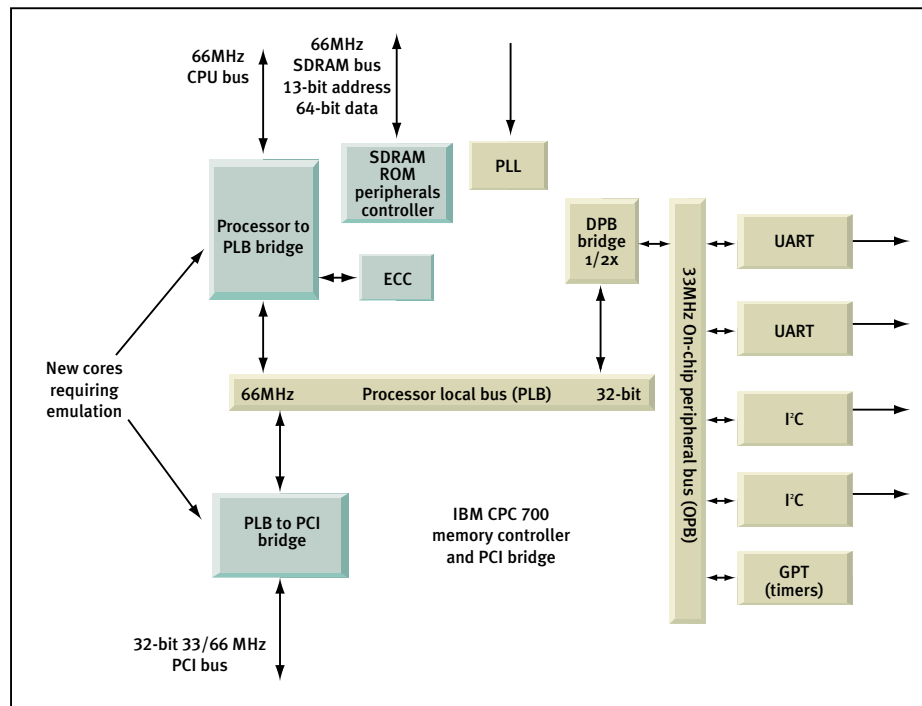 66MHz
CPU bus
66MHz
SDRAM bus
13-bit address
64-bit data
SDRAM
ROM
peripherals
controller
PLL
Processor to
PLB bridge
ECC
DPB
bridge
1/2x
33MHz On-chip peripheral bus (OPB)
UART
UART
I²C
I²C
GPT
(timers)
New cores
requiring
emulation
66MHz Processor local bus (PLB) 32-bit
PLB to PCI
bridge
IBM CPC 700
memory controller
and PCI bridge
32-bit 33/66 MHz
PCI bus